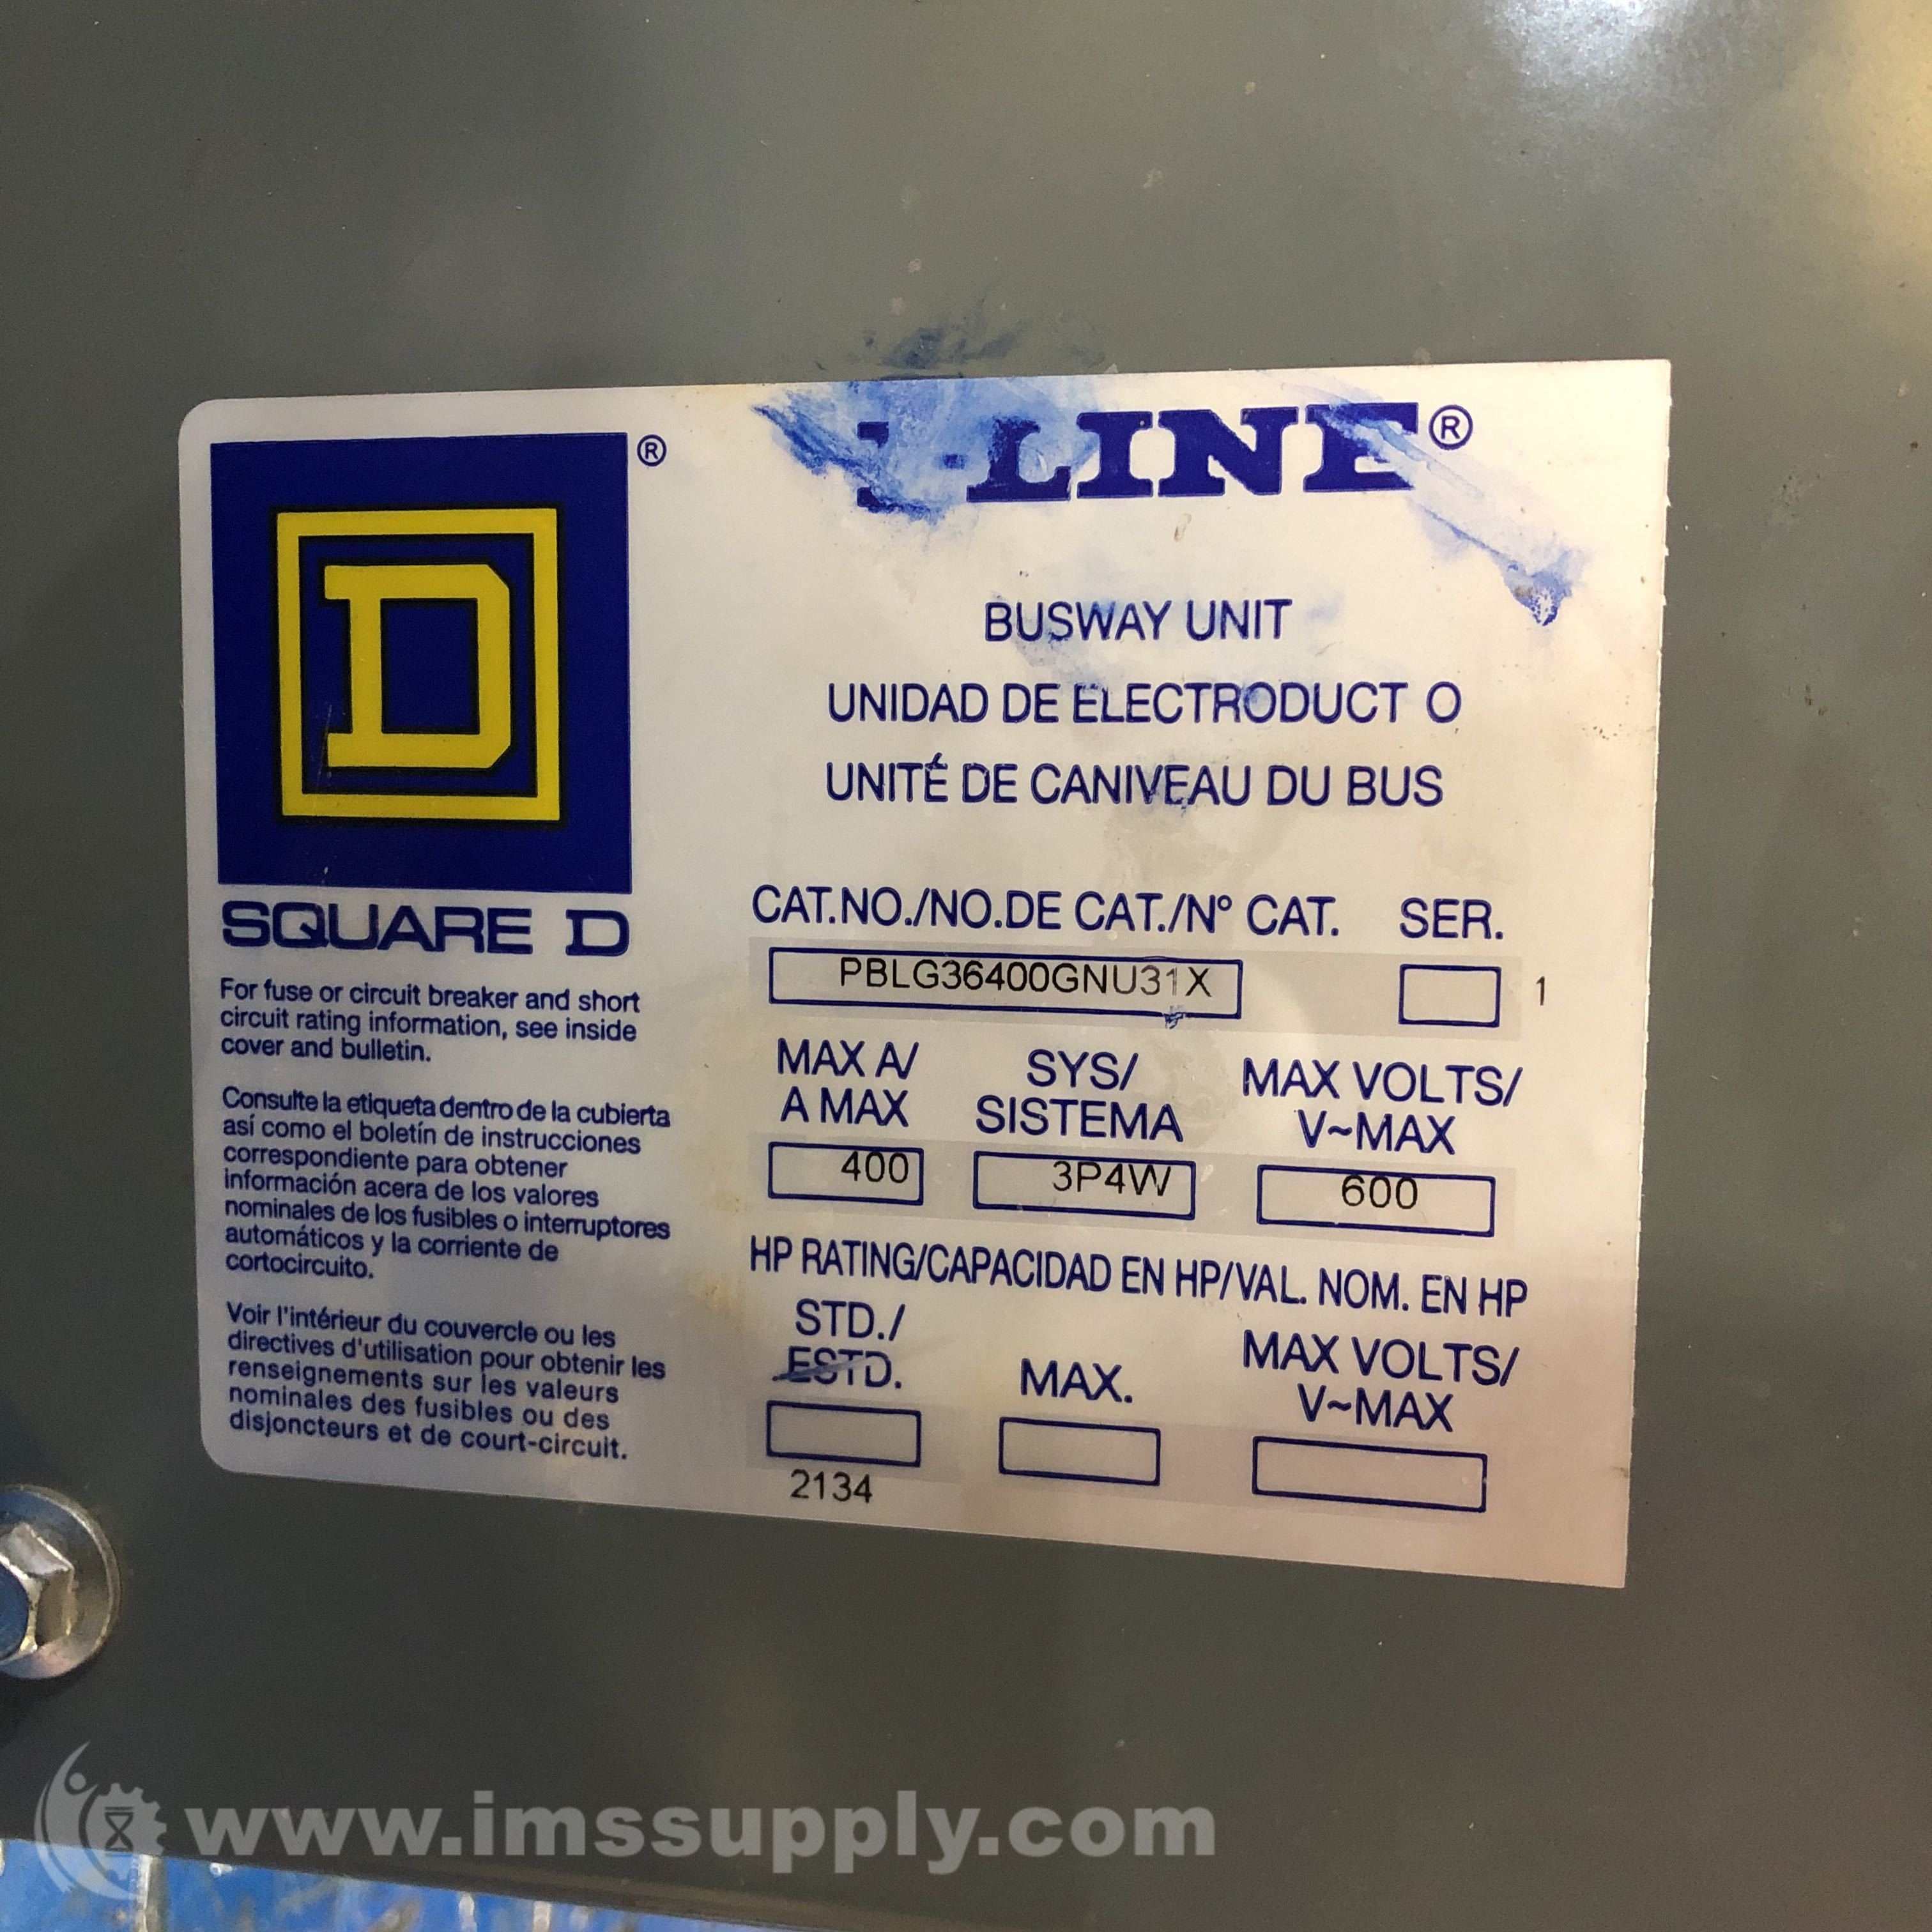 D
®
SQUARE D
For fuse or circuit breaker and short
circuit rating information, see inside
cover and bulletin.
Consulte la etiqueta dentro de la cubierta
así como el boletín de instrucciones
correspondiente para obtener
información acera de los valores
nominales de los fusibles o interruptores
automáticos y la corriente de
cortocircuito.
Voir l'intérieur du couvercle ou les
directives d'utilisation pour obtenir les
renseignements sur les valeurs
nominales des fusibles ou des
disjoncteurs et de court-circuit.
I-LINE®
BUSWAY UNIT
UNIDAD DE ELECTRODUCT O
UNITÉ DE CANIVEAU DU BUS
CAT.NO./NO.DE CAT./N° CAT. SER.
PBLG36400GNU31X 1
MAX A/
A MAX
SYS/
SISTEMA
MAX VOLTS/
V~MAX
400 3P4W 600
HP RATING/CAPACIDAD EN HP/VAL. NOM. EN HP
STD./
ESTD.
MAX.
MAX VOLTS/
V~MAX
2134
www.imssupply.com